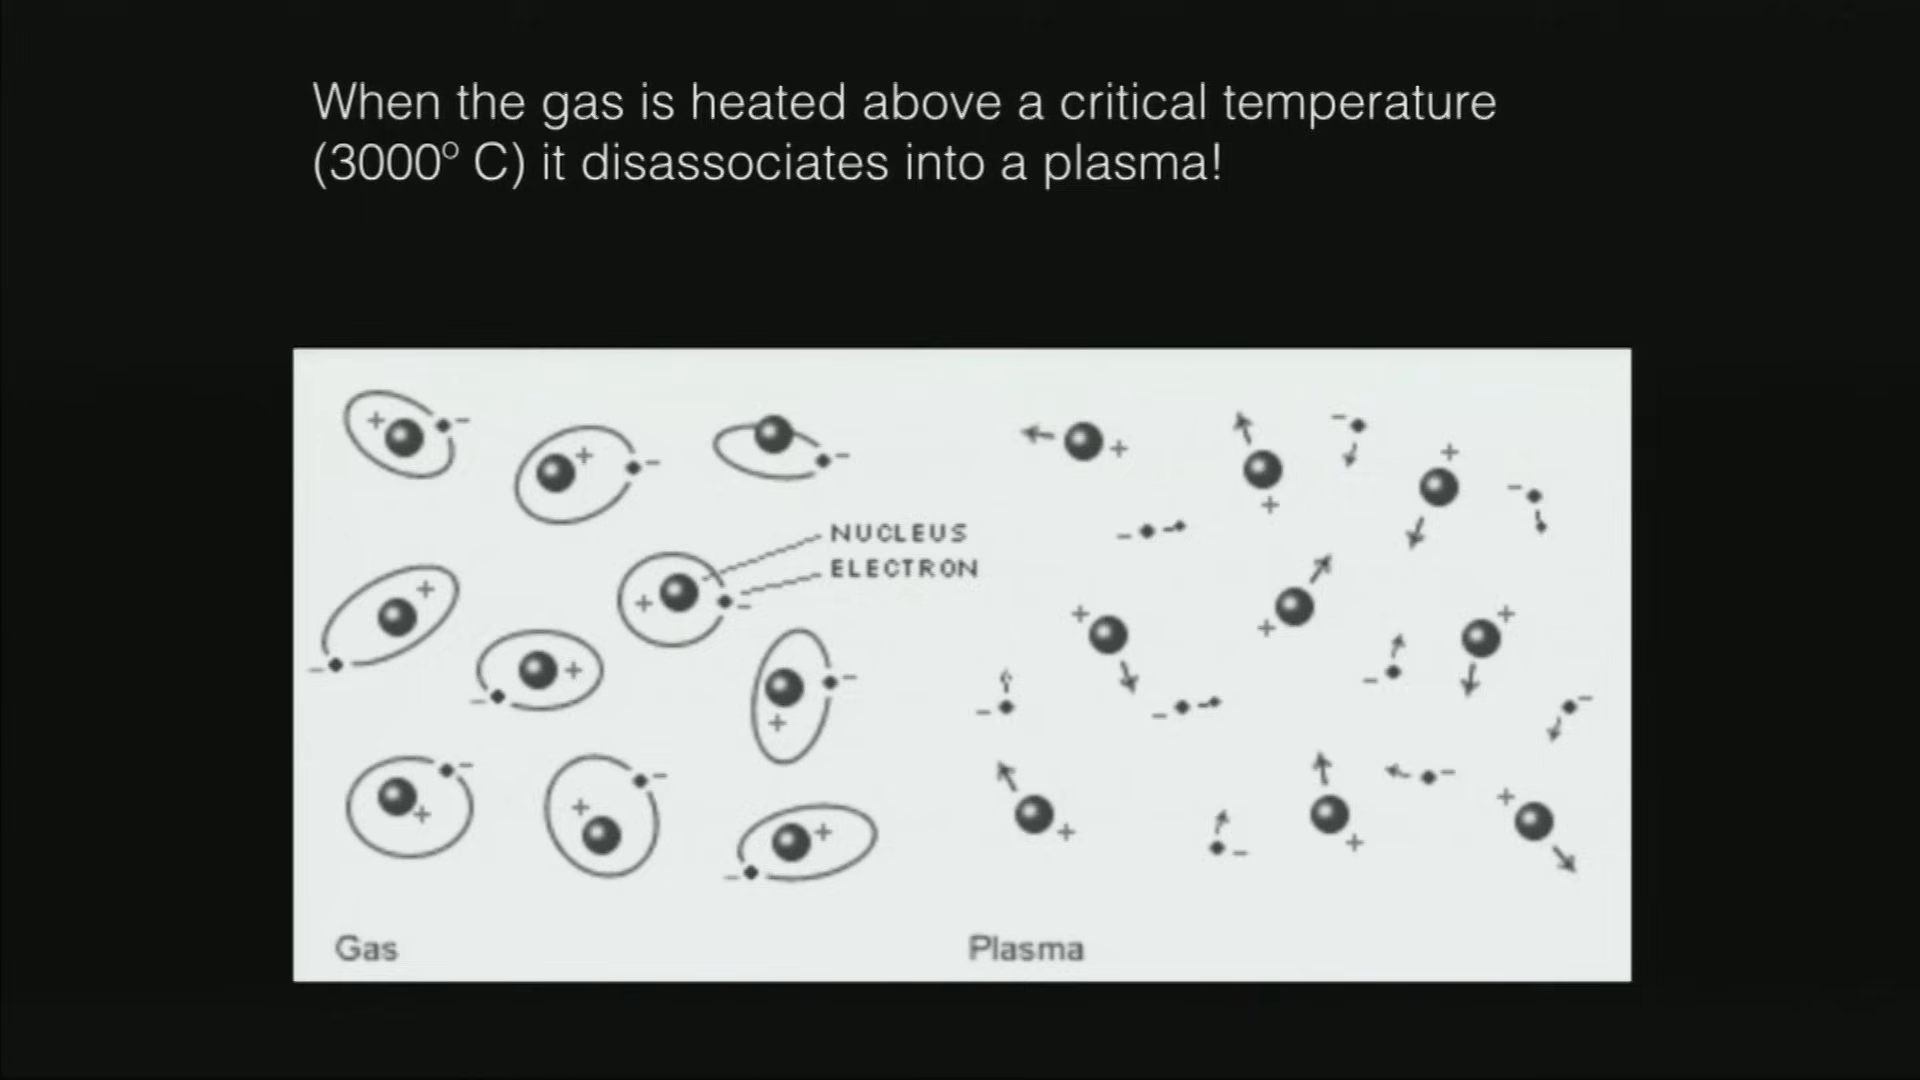 When the gas is heated above a critical temperature
(3000° C) it disassociates into a plasma!
NUCLEUS
ELECTRON
Gas
Plasma